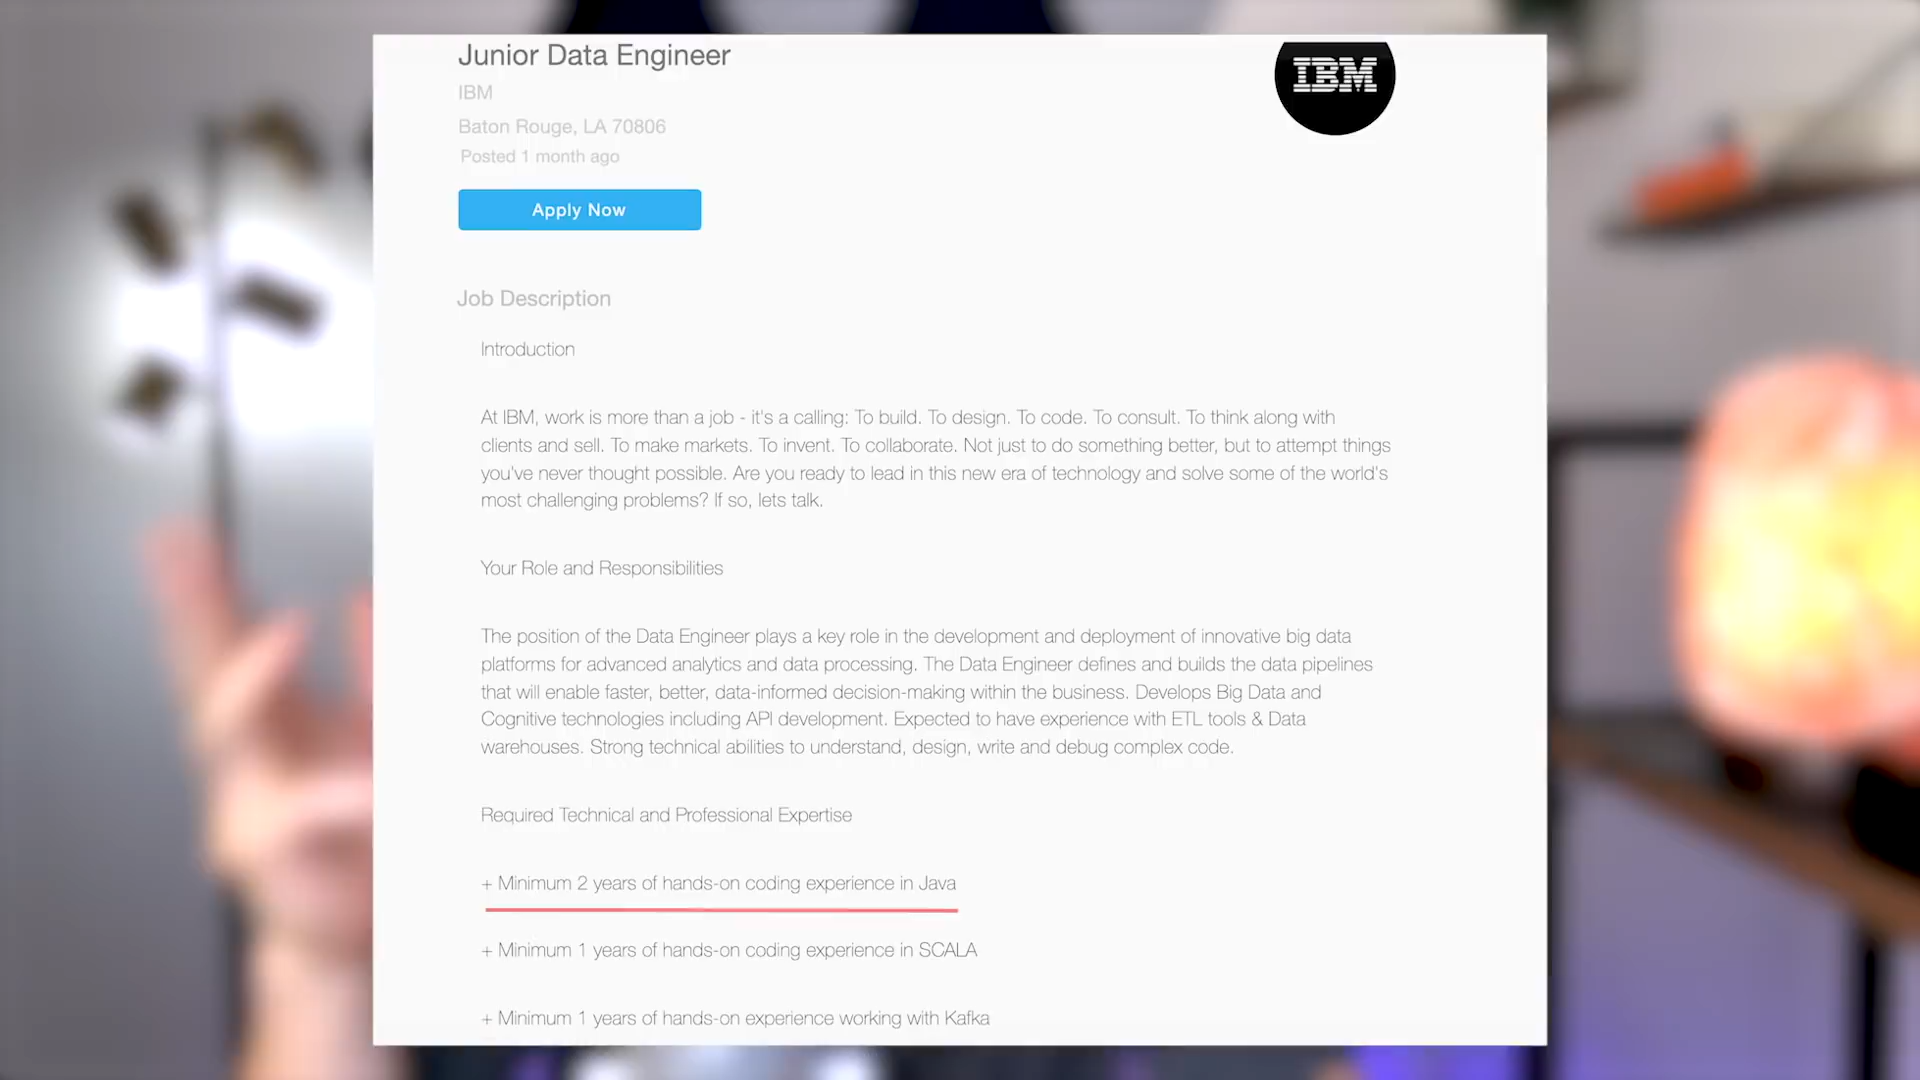 Junior Data Engineer
IBM
IBM
Baton Rouge, LA 70806
Posted 1 month ago
Apply Now
Job Description
Introduction
At IBM, work is more than a job - it's a calling: To build. To design. To code. To consult. To think along with
clients and sell. To make markets. To invent. To collaborate. Not just to do something better, but to attempt things
you've never thought possible. Are you ready to lead in this new era of technology and solve some of the world's
most challenging problems? If so, lets talk.
Your Role and Responsibilities
The position of the Data Engineer plays a key role in the development and deployment of innovative big data
platforms for advanced analytics and data processing. The Data Engineer defines and builds the data pipelines
that will enable faster, better, data-informed decision-making within the business. Develops Big Data and
Cognitive technologies including API development. Expected to have experience with ETL tools & Data
warehouses. Strong technical abilities to understand, design, write and debug complex code.
Required Technical and Professional Expertise
+ Minimum 2 years of hands-on coding experience in Java
+ Minimum 1 years of hands-on coding experience in SCALA
+ Minimum 1 years of hands-on experience working with Kafka